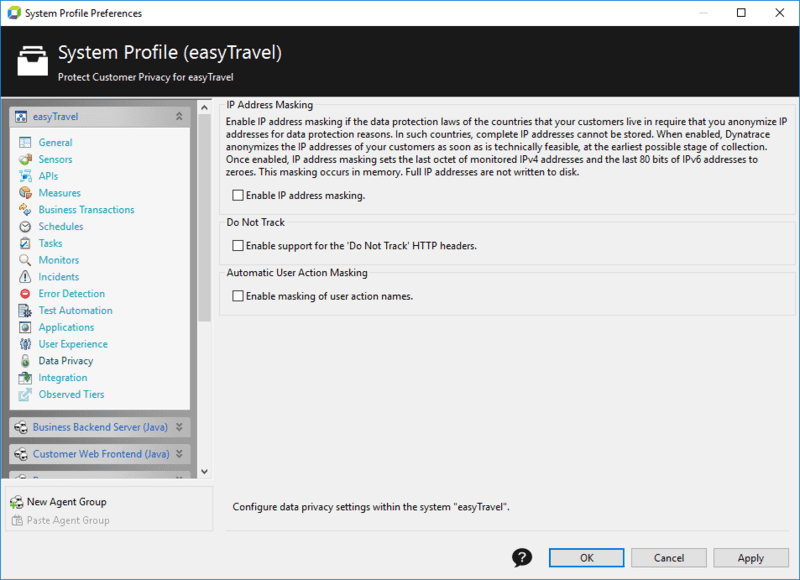 System Profile Preferences
System Profile (easyTravel)
Protect Customer Privacy for easyTravel
easyTravel
General
Sensors
APIs
Measures
Business Transactions
Schedules
Tasks
Monitors
Incidents
Error Detection
Test Automation
Applications
User Experience
Data Privacy
Integration
Observed Tiers
Business Backend Server (Java)
Customer Web Frontend (Java)
New Agent Group
Paste Agent Group
IP Address Masking
Enable IP address masking if the data protection laws of the countries that your customers live in require that you anonymize IP
addresses for data protection reasons. In such countries, complete IP addresses cannot be stored. When enabled, Dynatrace
anonymizes the IP addresses of your customers as soon as is technically feasible, at the earliest possible stage of collection.
Once enabled, IP address masking sets the last octet of monitored IPv4 addresses and the last 80 bits of IPv6 addresses to
zeroes. This masking occurs in memory. Full IP addresses are not written to disk.
Enable IP address masking.
Do Not Track
Enable support for the 'Do Not Track' HTTP headers.
Automatic User Action Masking
Enable masking of user action names.
Configure data privacy settings within the system "easyTravel".
?
OK
Cancel
Apply